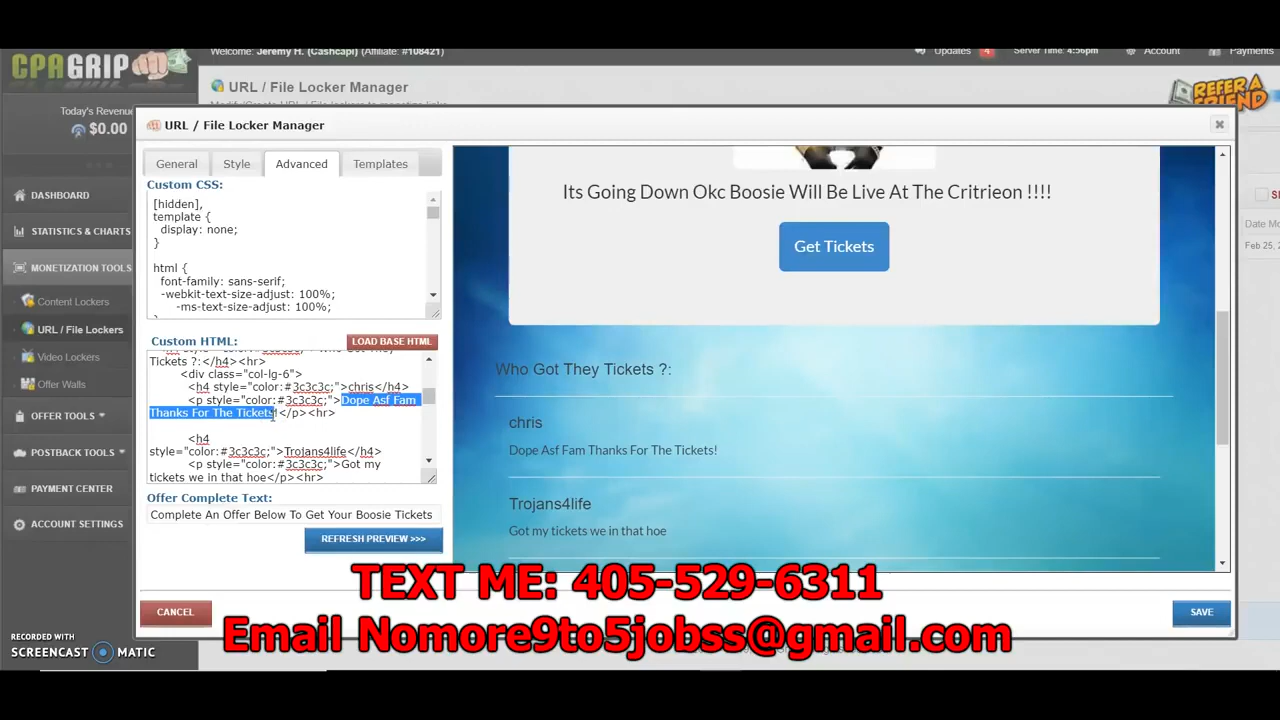 Welcome: Jeremy H. (Cashcapi) (Affiliate: #108421)
Updates 4 Server Time: 4:56pm Account Payments
CPAGRIP
URL / File Locker Manager
REFER A FRIEND
Today's Revenue
$0.00
URL / File Locker Manager
General Style Advanced Templates
Custom CSS:
[hidden],
template {
display: none;
}
html {
font-family: sans-serif;
-webkit-text-size-adjust: 100%;
-ms-text-size-adjust: 100%;
DASHBOARD
STATISTICS & CHARTS
MONETIZATION TOOLS
Content Lockers
URL / File Lockers
Video Lockers
Offer Walls
OFFER TOOLS
POSTBACK TOOLS
PAYMENT CENTER
ACCOUNT SETTINGS
Custom HTML:
LOAD BASE HTML
Tickets ?:</h4><hr>
<div class="col-lg-6">
<h4 style="color:#3c3c3c;">chris</h4>
<p style="color:#3c3c3c;">Dope Asf Fam
Thanks For The Tickets!</p><hr>
<h4
style="color:#3c3c3c;">Trojans4life</h4>
<p style="color:#3c3c3c;">Got my
tickets we in that hoe</p><hr>
Offer Complete Text:
Complete An Offer Below To Get Your Boosie Tickets
REFRESH PREVIEW >>>
Its Going Down Okc Boosie Will Be Live At The Critrieon !!!!
Get Tickets
Who Got They Tickets ?:
chris
Dope Asf Fam Thanks For The Tickets!
Trojans4life
Got my tickets we in that hoe
Date Mo
Feb 25,
CANCEL
SAVE
TEXT ME: 405-529-6311
Email Nomore9to5jobss@gmail.com
RECORDED WITH
SCREENCAST MATIC